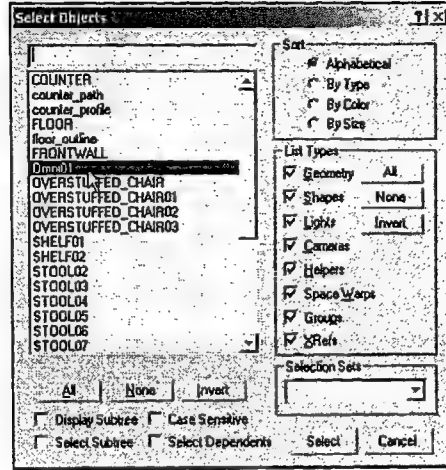 Select Objects
COUNTER
counter_path
counter_profile
FLOOR
floor_outline
FRONTWALL
Omni01
OVERSTUFFED_CHAIR
OVERSTUFFED_CHAIR01
OVERSTUFFED_CHAIR02
OVERSTUFFED_CHAIR03
SHELF01
SHELF02
STOOL02
STOOL03
STOOL04
STOOL05
STOOL06
STOOL07
All None Invert
Display Subtree Case Sensitive
Select Subtree Select Dependents
Sort
Alphabetical
By Type
By Color
By Size
List Types
Geometry All
Shapes None
Lights Invert
Cameras
Helpers
Space Warps
Groups
XRefs
Selection Sets
Select Cancel